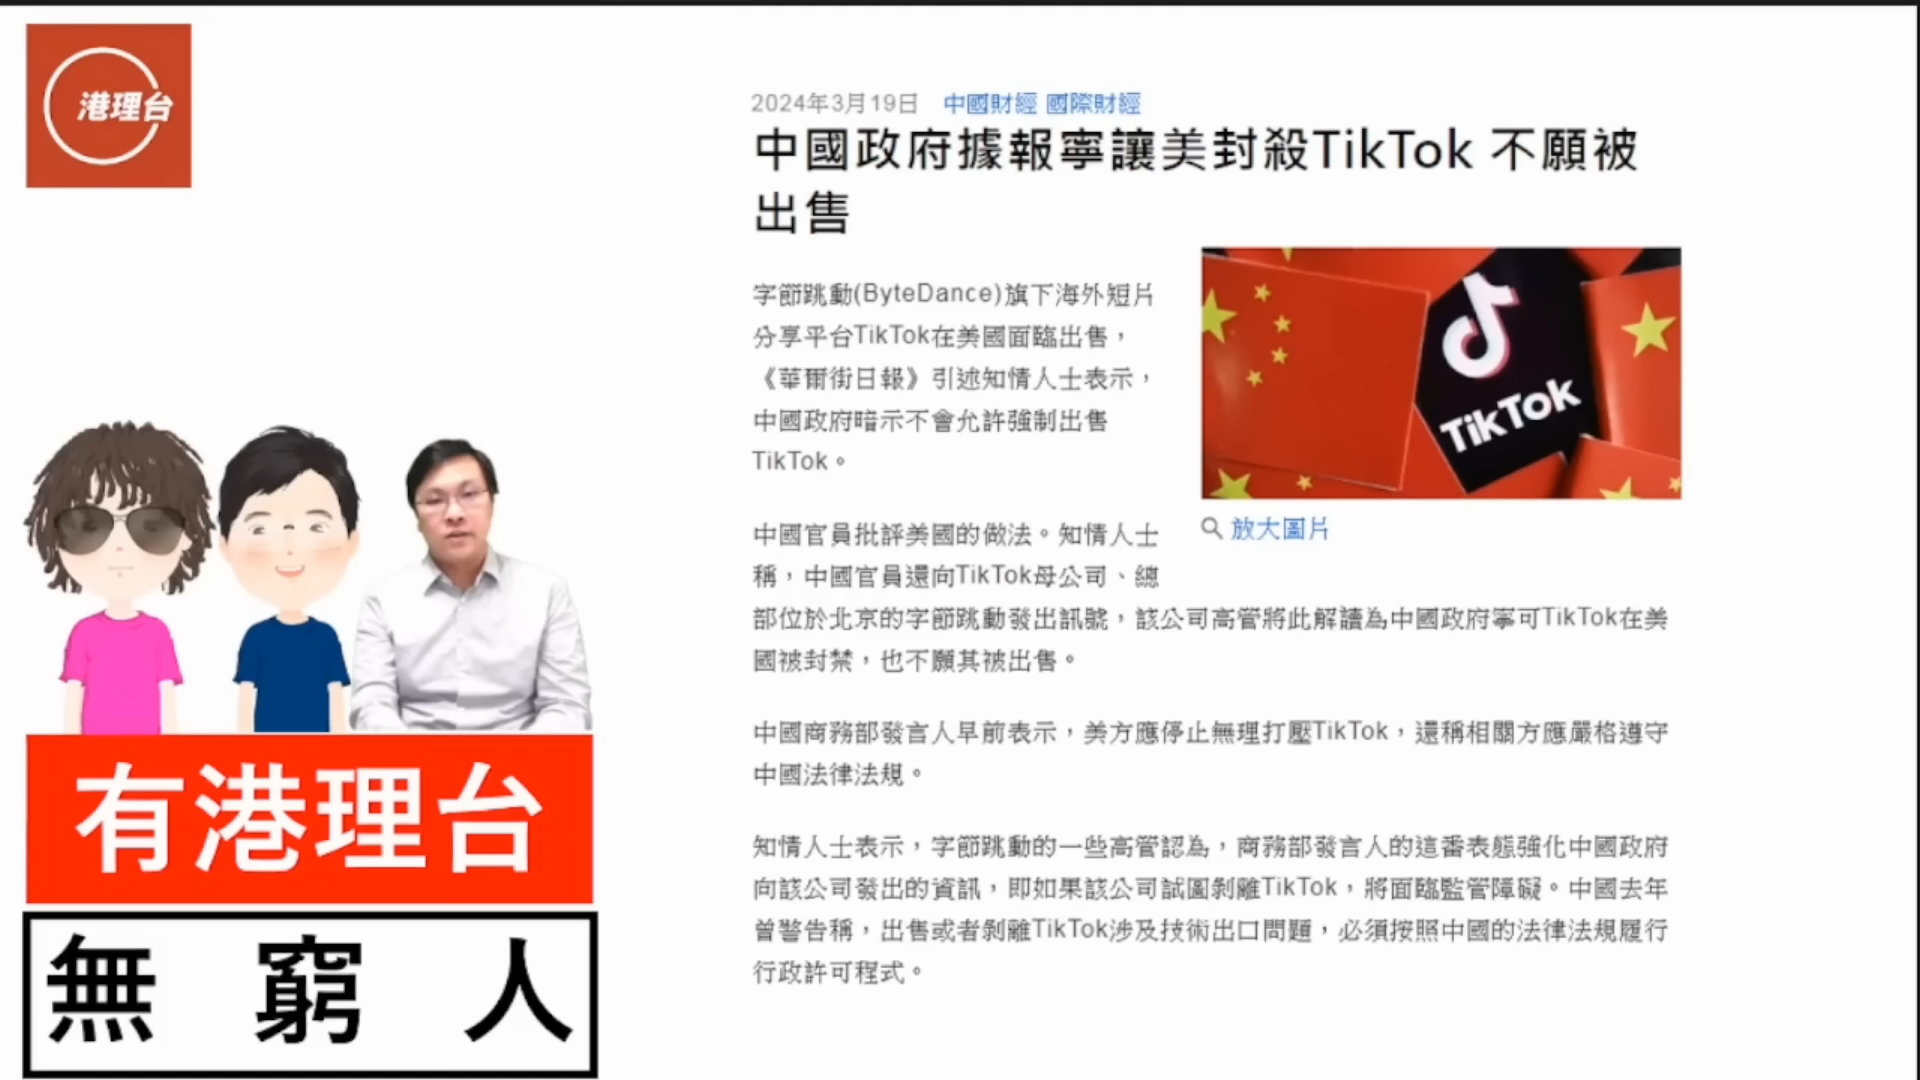 港理台
2024年3月19日 中國財經 國際財經
中國政府據報寧讓美封殺TikTok 不願被
出售
字節跳動(ByteDance)旗下海外短片
分享平台TikTok在美國面臨出售，
《華爾街日報》引述知情人士表示，
中國政府暗示不會允許強制出售
TikTok。
TikTok
放大圖片
中國官員批評美國的做法。知情人士
稱，中國官員還向TikTok母公司、總
部位於北京的字節跳動發出訊號，該公司高管將此解讀為中國政府寧可TikTok在美
國被封禁，也不願其被出售。
中國商務部發言人早前表示，美方應停止無理打壓TikTok，還稱相關方應嚴格遵守
中國法律法規。
知情人士表示，字節跳動的一些高管認為，商務部發言人的這番表態強化中國政府
向該公司發出的資訊，即如果該公司試圖剝離TikTok，將面臨監管障礙。中國去年
曾警告稱，出售或者剝離TikTok涉及技術出口問題，必須按照中國的法律法規履行
行政許可程式。
有港理台
無窮人